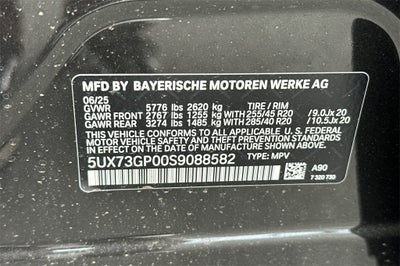 MFD BY BAYERISCHE MOTOREN WERKE AG
06/25
GVWR 5776 lbs 2620 kg TIRE / RIM
GAWR FRONT 2767 lbs 1255 kg WITH 255/45 R20 /9.0Jx 20
GAWR REAR 3274 lbs 1485 kg WITH 285/40 R20 /10.5Jx 20
THIS VEHICLE CONFORMS TO ALL APPLICABLE U.S. FEDERAL
MOTOR VEHICLE SAFETY AND THEFT PREVENTION STANDARDS
IN EFFECT ON THE DATE OF MANUFACTURE SHOWN ABOVE.
5UX73GP00S9088582 TYPE: MPV
A90
7 320 730